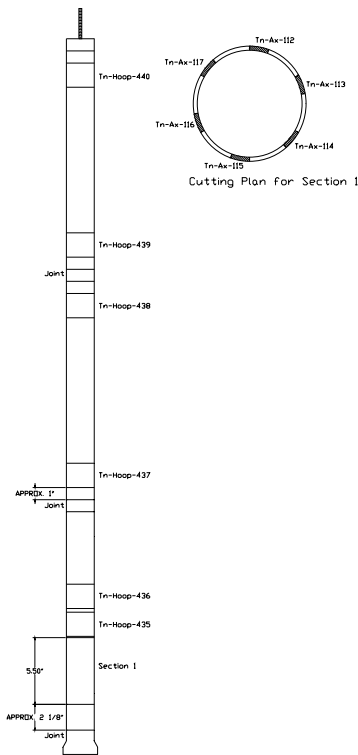 Tn-Ax-112
Tn-Ax-117
Tn-Hoop-440
Tn-Ax-113
Tn-Ax-116
Tn-Ax-114
Tn-Ax-115
Cutting Plan for Section 1
Tn-Hoop-439
Joint
Tn-Hoop-438
Tn-Hoop-437
APPROX. 1"
Joint
Tn-Hoop-436
Tn-Hoop-435
Section 1
5.50"
APPROX. 2 1/8"
Joint